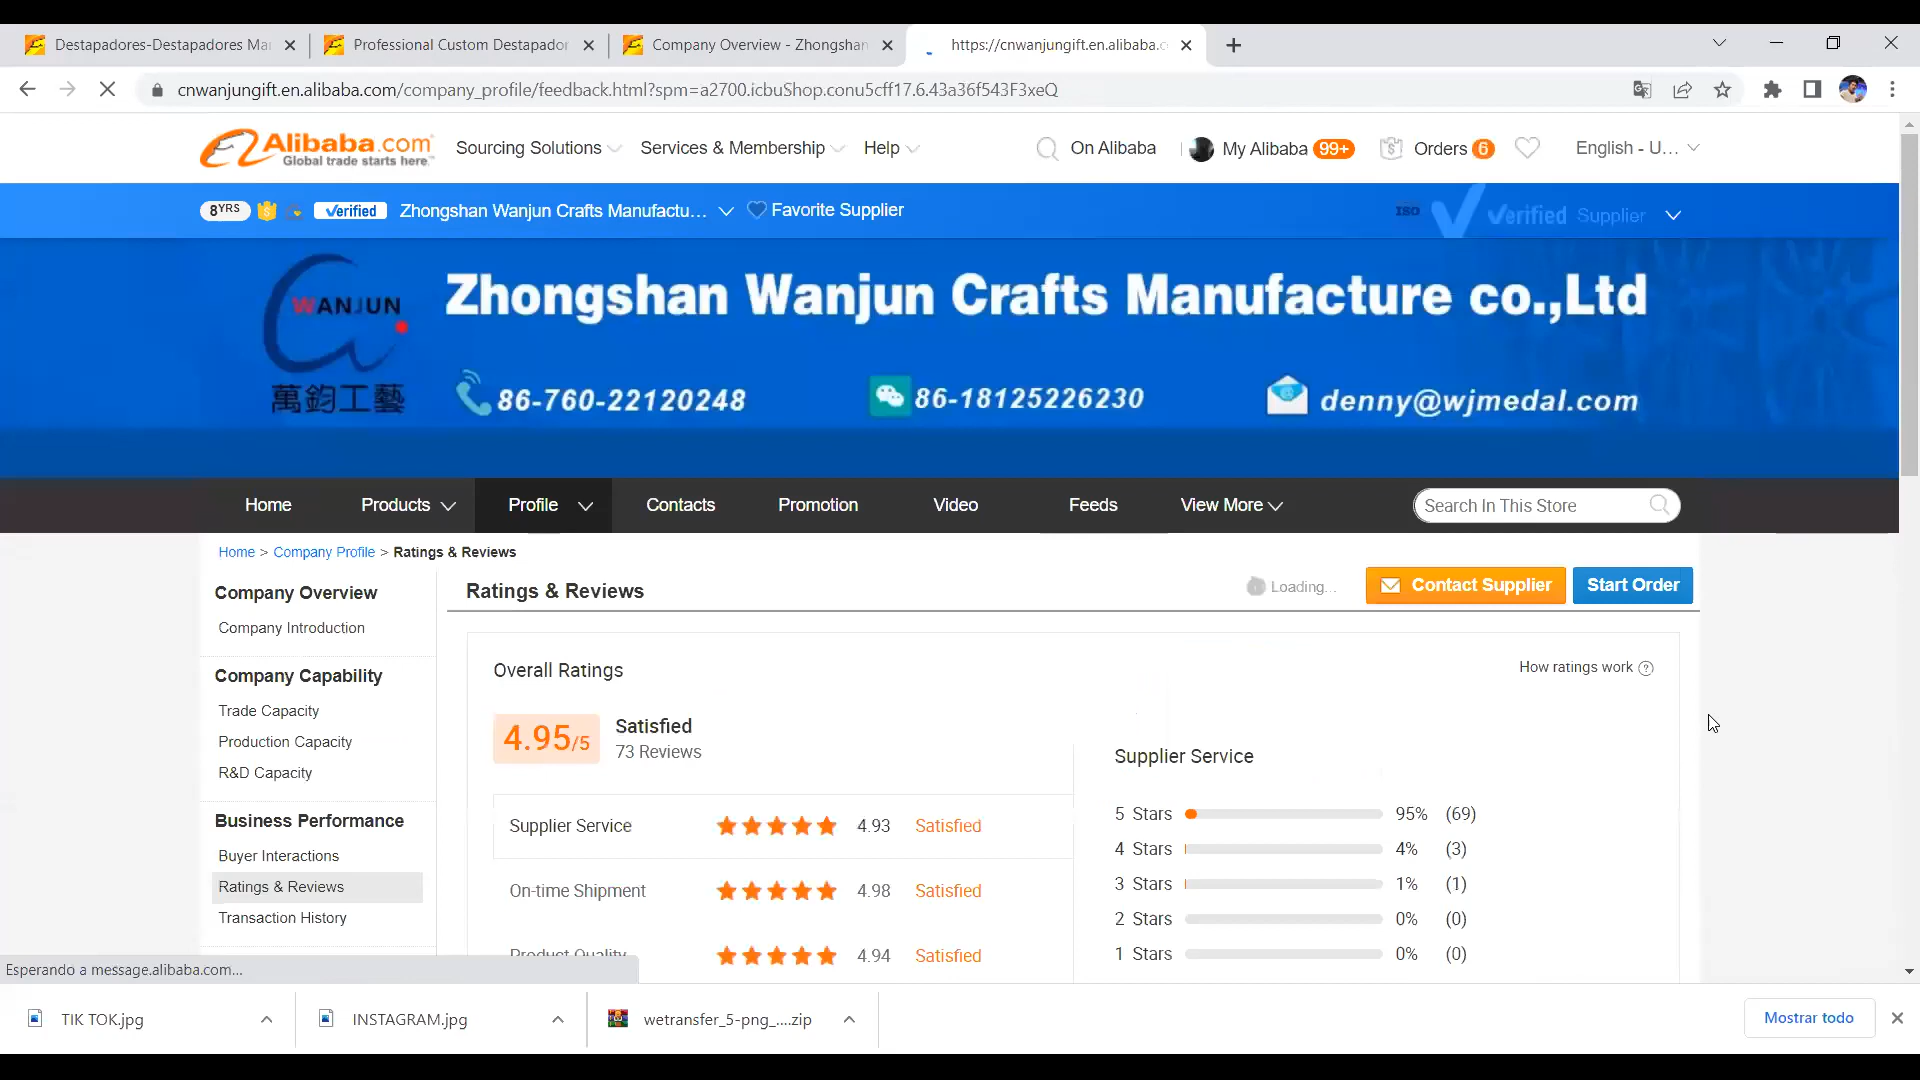 Destapadores-Destapadores Ma
Professional Custom Destapador
Company Overview - Zhongshan
https://cnwanjungift.en.alibaba.c
cnwanjungift.en.alibaba.com/company_profile/feedback.html?spm=a2700.icbuShop.conu5cff17.6.43a36f543F3xeQ
Alibaba.com
Global trade starts here.™
Sourcing Solutions
Services & Membership
Help
On Alibaba
My Alibaba 99+
Orders 6
English - U...
8YRS
Verified
Zhongshan Wanjun Crafts Manufactu...
Favorite Supplier
ISO
Verified Supplier
WANJUN
萬鈞工藝
Zhongshan Wanjun Crafts Manufacture co.,Ltd
86-760-22120248
86-18125226230
denny@wjmedal.com
Home
Products
Profile
Contacts
Promotion
Video
Feeds
View More
Search In This Store
Home > Company Profile > Ratings & Reviews
Company Overview
Company Introduction
Company Capability
Trade Capacity
Production Capacity
R&D Capacity
Business Performance
Buyer Interactions
Ratings & Reviews
Transaction History
Ratings & Reviews
Loading...
Contact Supplier
Start Order
Overall Ratings
How ratings work ?
4.95/5
Satisfied
73 Reviews
Supplier Service 4.93 Satisfied
On-time Shipment 4.98 Satisfied
Product Quality 4.94 Satisfied
Supplier Service
5 Stars 95% (69)
4 Stars 4% (3)
3 Stars 1% (1)
2 Stars 0% (0)
1 Stars 0% (0)
Esperando a message.alibaba.com...
TIK TOK.jpg
INSTAGRAM.jpg
wetransfer_5-png_....zip
Mostrar todo